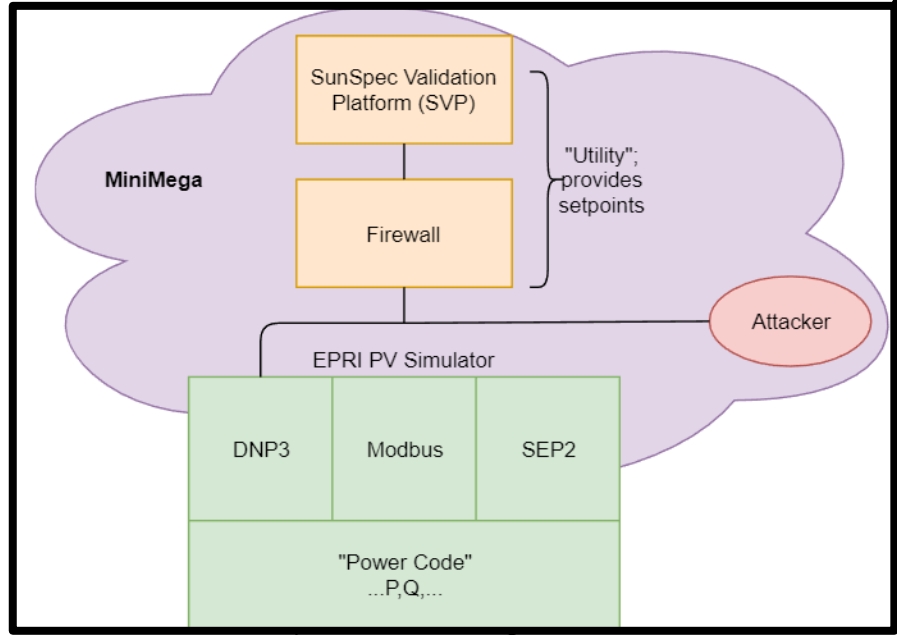 SunSpec Validation
Platform (SVP)
"Utility";
provides
setpoints
MiniMega
Firewall
Attacker
EPRI PV Simulator
DNP3
Modbus
SEP2
"Power Code"
...P,Q,...